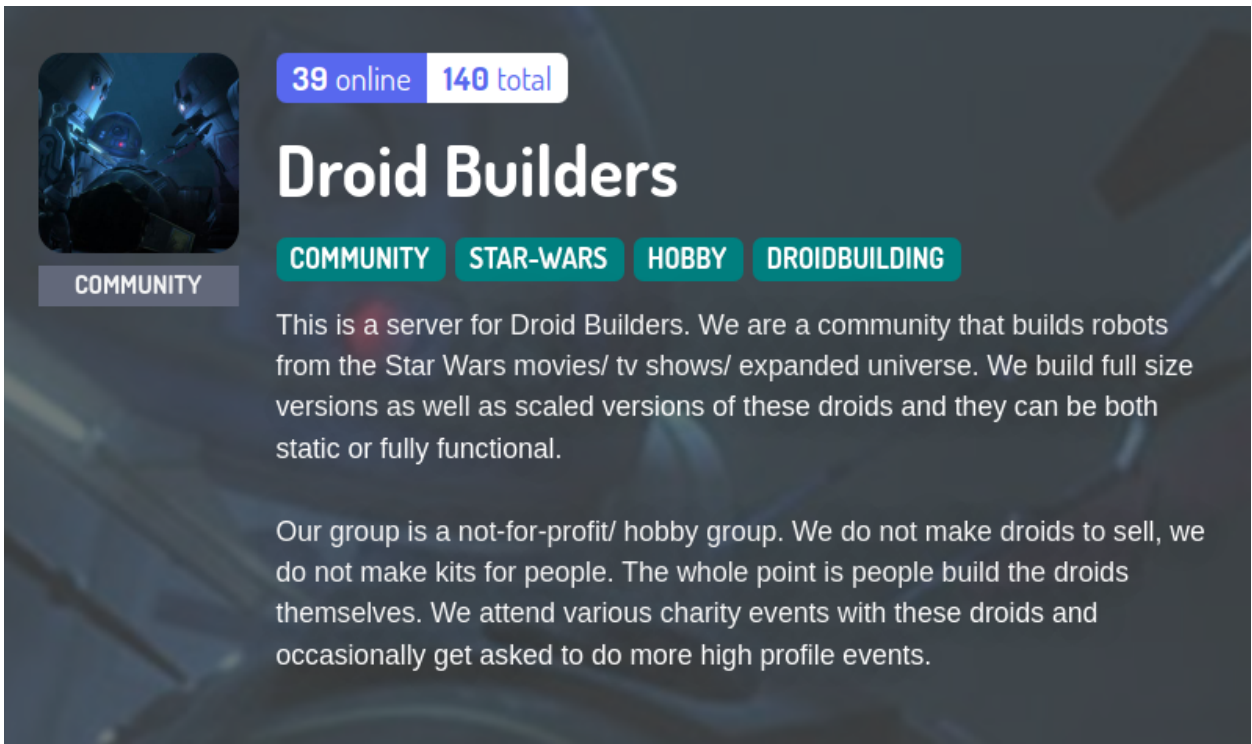 39 online 140 total
Droid Builders
COMMUNITY STAR-WARS HOBBY DROIDBUILDING
COMMUNITY
This is a server for Droid Builders. We are a community that builds robots
from the Star Wars movies/ tv shows/ expanded universe. We build full size
versions as well as scaled versions of these droids and they can be both
static or fully functional.
Our group is a not-for-profit/ hobby group. We do not make droids to sell, we
do not make kits for people. The whole point is people build the droids
themselves. We attend various charity events with these droids and
occasionally get asked to do more high profile events.